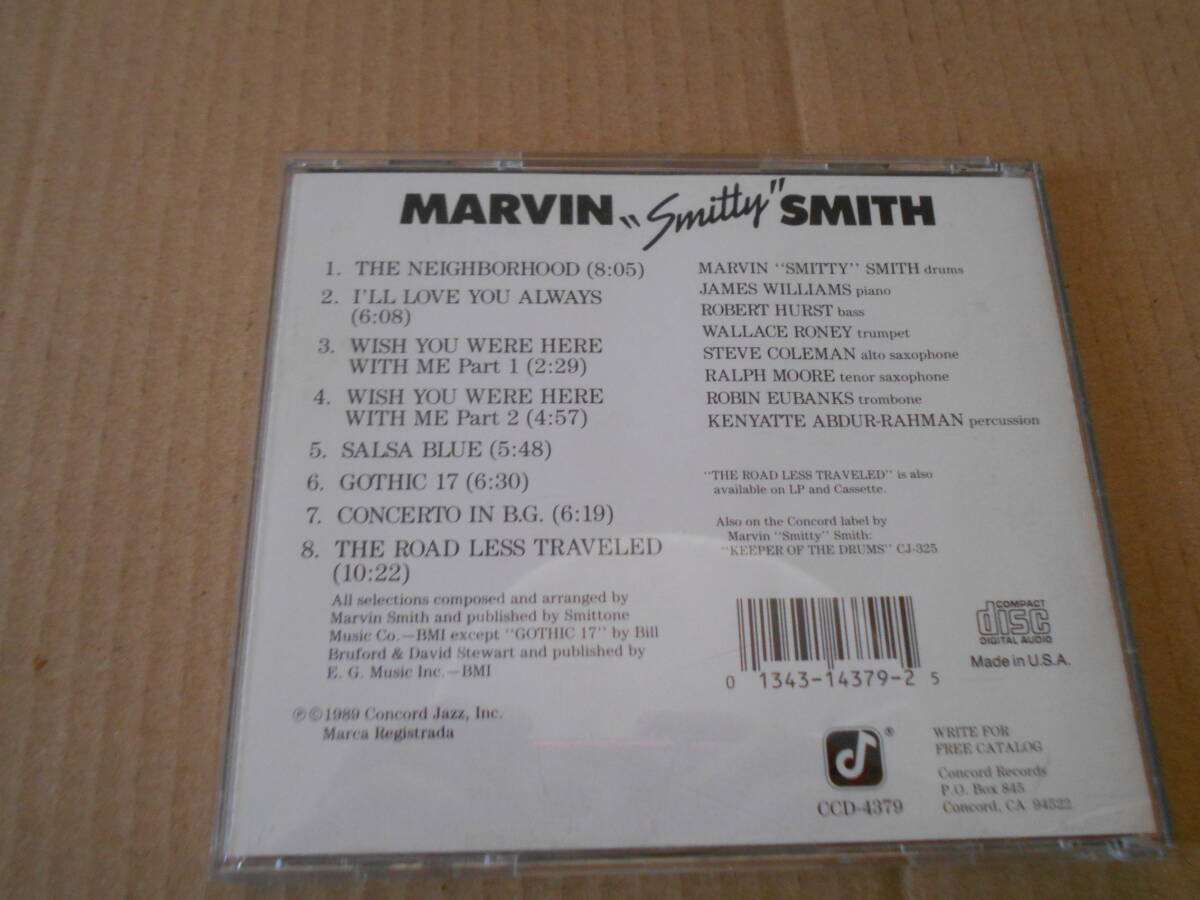 MARVIN "Smitty" SMITH
1. THE NEIGHBORHOOD (8:05)
2. I'LL LOVE YOU ALWAYS
(6:08)
3. WISH YOU WERE HERE
WITH ME Part 1 (2:29)
4. WISH YOU WERE HERE
WITH ME Part 2 (4:57)
5. SALSA BLUE (5:48)
6. GOTHIC 17 (6:30)
7. CONCERTO IN B.G. (6:19)
8. THE ROAD LESS TRAVELED
(10:22)
All selections composed and arranged by
Marvin Smith and published by Smittone
Music Co.—BMI except "GOTHIC 17" by Bill
Bruford & David Stewart and published by
E. G. Music Inc.—BMI
℗©1989 Concord Jazz, Inc.
Marca Registrada
MARVIN "SMITTY" SMITH drums
JAMES WILLIAMS piano
ROBERT HURST bass
WALLACE RONEY trumpet
STEVE COLEMAN alto saxophone
RALPH MOORE tenor saxophone
ROBIN EUBANKS trombone
KENYATTE ABDUR-RAHMAN percussion
"THE ROAD LESS TRAVELED" is also
available on LP and Cassette.
Also on the Concord label by
Marvin "Smitty" Smith:
"KEEPER OF THE DRUMS" CJ-325
0 1343-14379-2 5
COMPACT
disc
DIGITAL AUDIO
Made in U.S.A.
®
CCD-4379
WRITE FOR
FREE CATALOG
Concord Records
P.O. Box 845
Concord, CA 94522